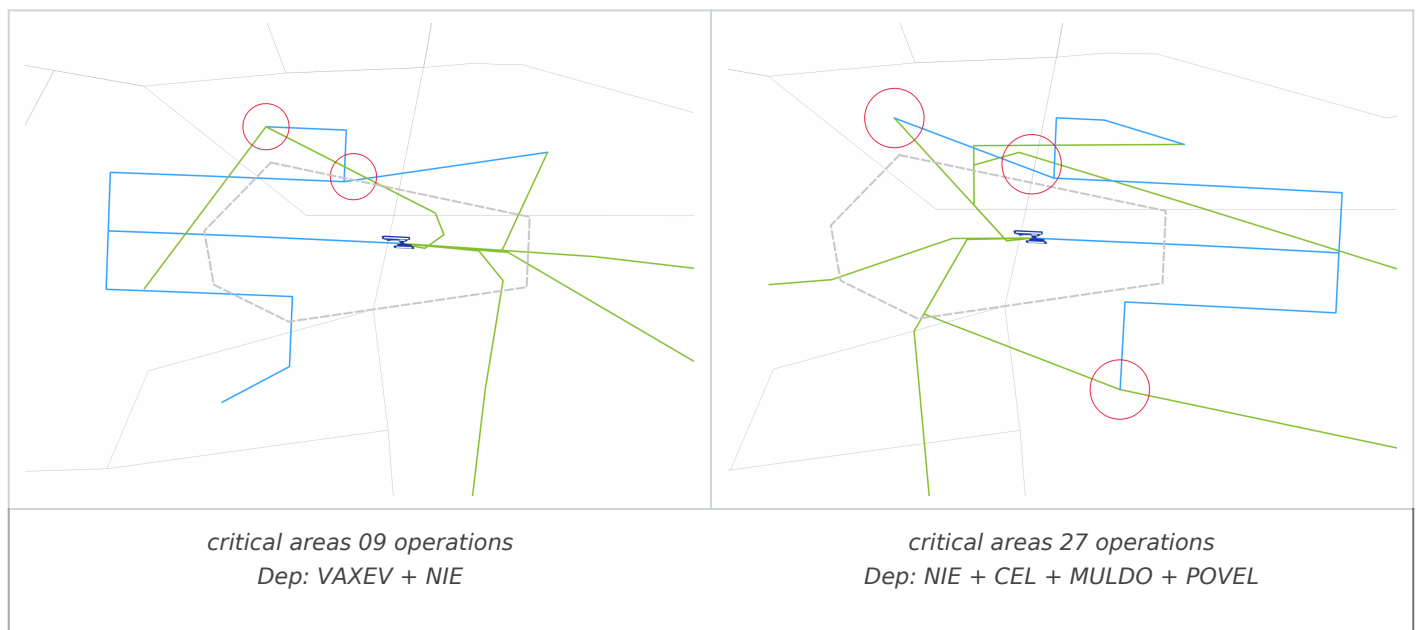 critical areas 09 operations
Dep: VAXEV + NIE
critical areas 27 operations
Dep: NIE + CEL + MULDO + POVEL